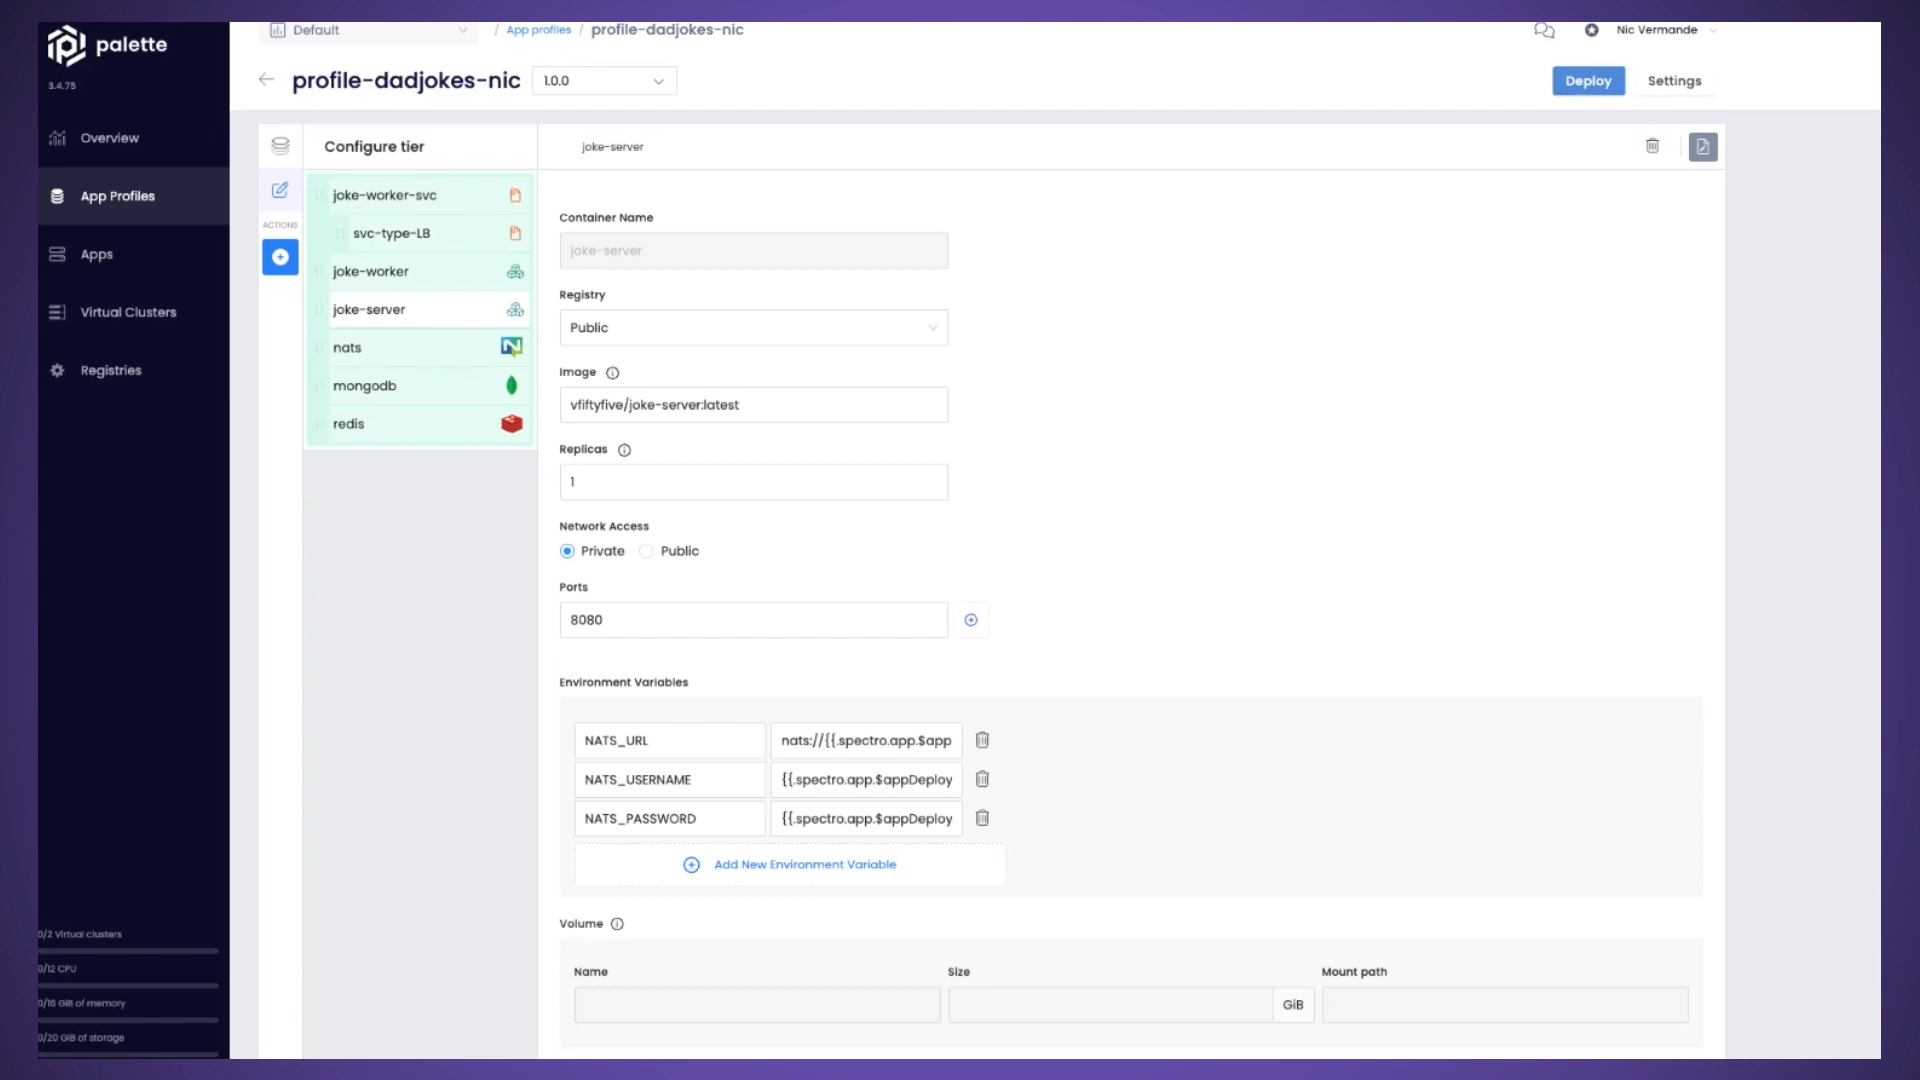 palette
3.4.75
Overview
App Profiles
Apps
Virtual Clusters
Registries
0/2 Virtual clusters
0/12 CPU
0/16 GiB of memory
0/20 GiB of storage
Default
/ App profiles / profile-dadjokes-nic
Nic Vermande
profile-dadjokes-nic
1.0.0
Deploy
Settings
ACTIONS
Configure tier
joke-worker-svc
svc-type-LB
joke-worker
joke-server
nats
mongodb
redis
joke-server
Container Name
joke-server
Registry
Public
Image
vfiftyfive/joke-server:latest
Replicas
1
Network Access
Private Public
Ports
8080
Environment Variables
NATS_URL nats://{{.spectro.app.$app
NATS_USERNAME {{.spectro.app.$appDeploy
NATS_PASSWORD {{.spectro.app.$appDeploy
Add New Environment Variable
Volume
Name Size Mount path
GiB